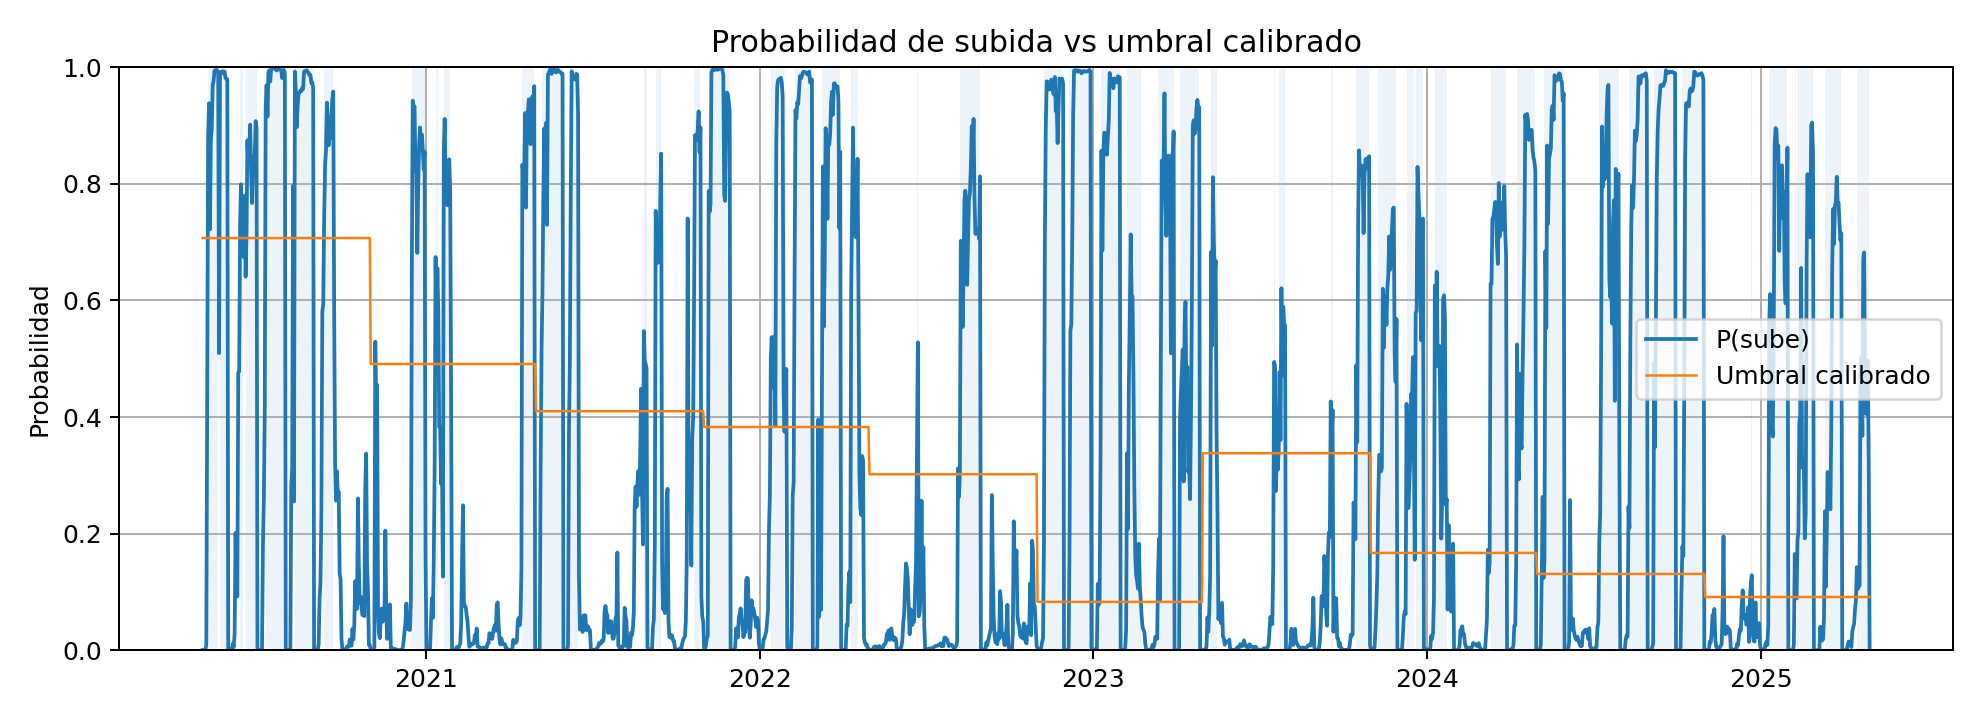 Probabilidad de subida vs umbral calibrado
Probabilidad
1.0
0.8
0.6
0.4
0.2
0.0
P(sube)
Umbral calibrado
2021
2022
2023
2024
2025